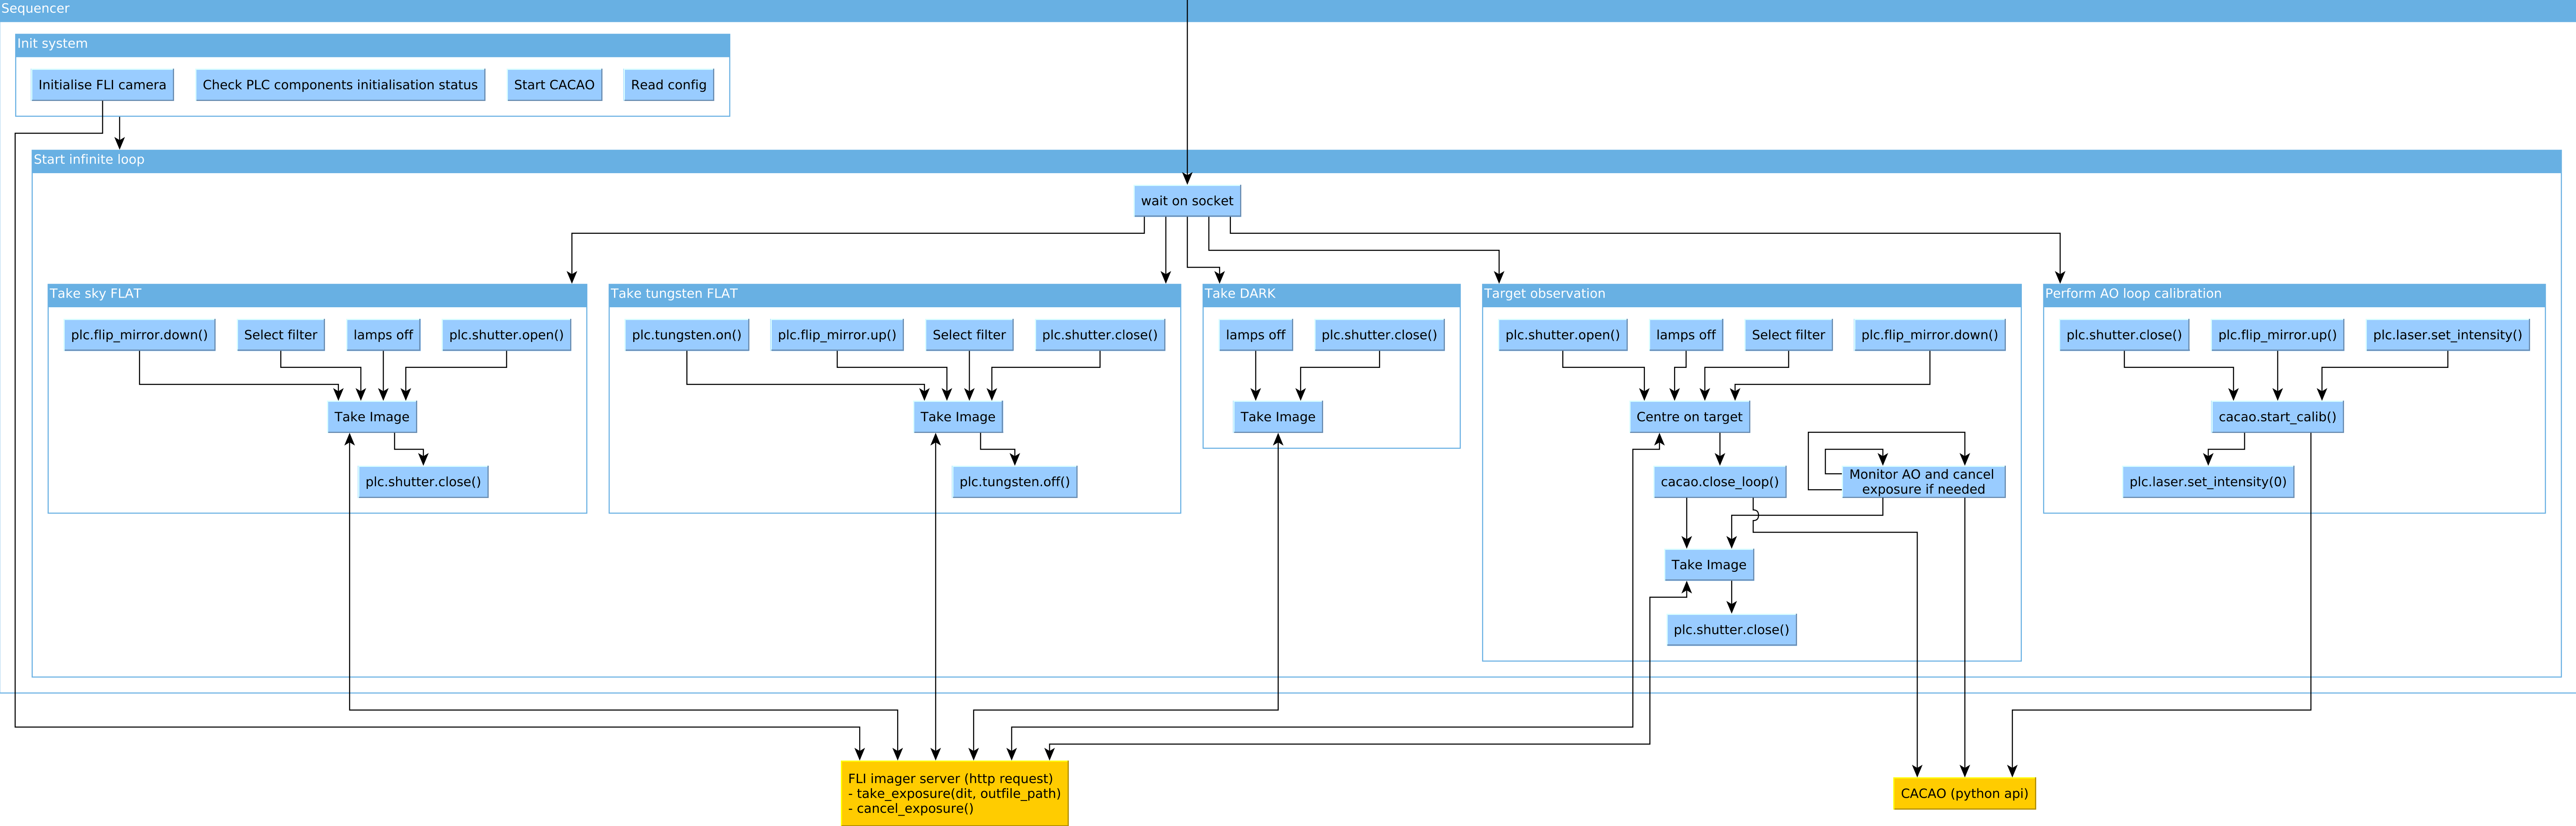 Sequencer
Init system
Initialise FLI camera
Check PLC components initialisation status
Start CACAO
Read config
Start infinite loop
wait on socket
Take sky FLAT
plc.flip_mirror.down()
Select filter
lamps off
plc.shutter.open()
Take Image
plc.shutter.close()
Take tungsten FLAT
plc.tungsten.on()
plc.flip_mirror.up()
Select filter
plc.shutter.close()
Take Image
plc.tungsten.off()
Take DARK
lamps off
plc.shutter.close()
Take Image
Target observation
plc.shutter.open()
lamps off
Select filter
plc.flip_mirror.down()
Centre on target
cacao.close_loop()
Monitor AO and cancel
exposure if needed
Take Image
plc.shutter.close()
Perform AO loop calibration
plc.shutter.close()
plc.flip_mirror.up()
plc.laser.set_intensity()
cacao.start_calib()
plc.laser.set_intensity(0)
FLI imager server (http request)
- take_exposure(dit, outfile_path)
- cancel_exposure()
CACAO (python api)